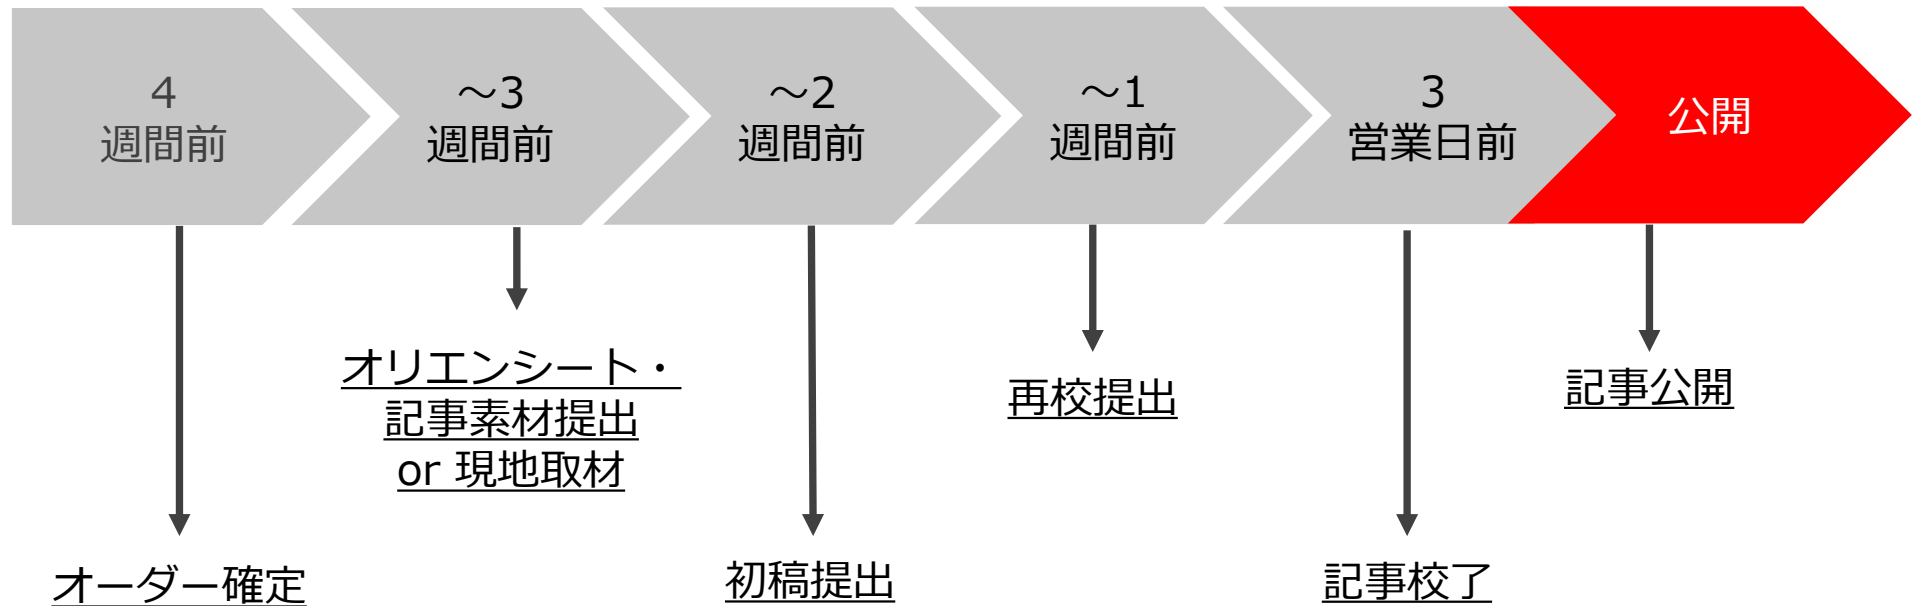 4
週間前
～3
週間前
～2
週間前
～1
週間前
3
営業日前
公開
オーダー確定
オリエンシート・
記事素材提出
or 現地取材
初稿提出
再校提出
記事校了
記事公開